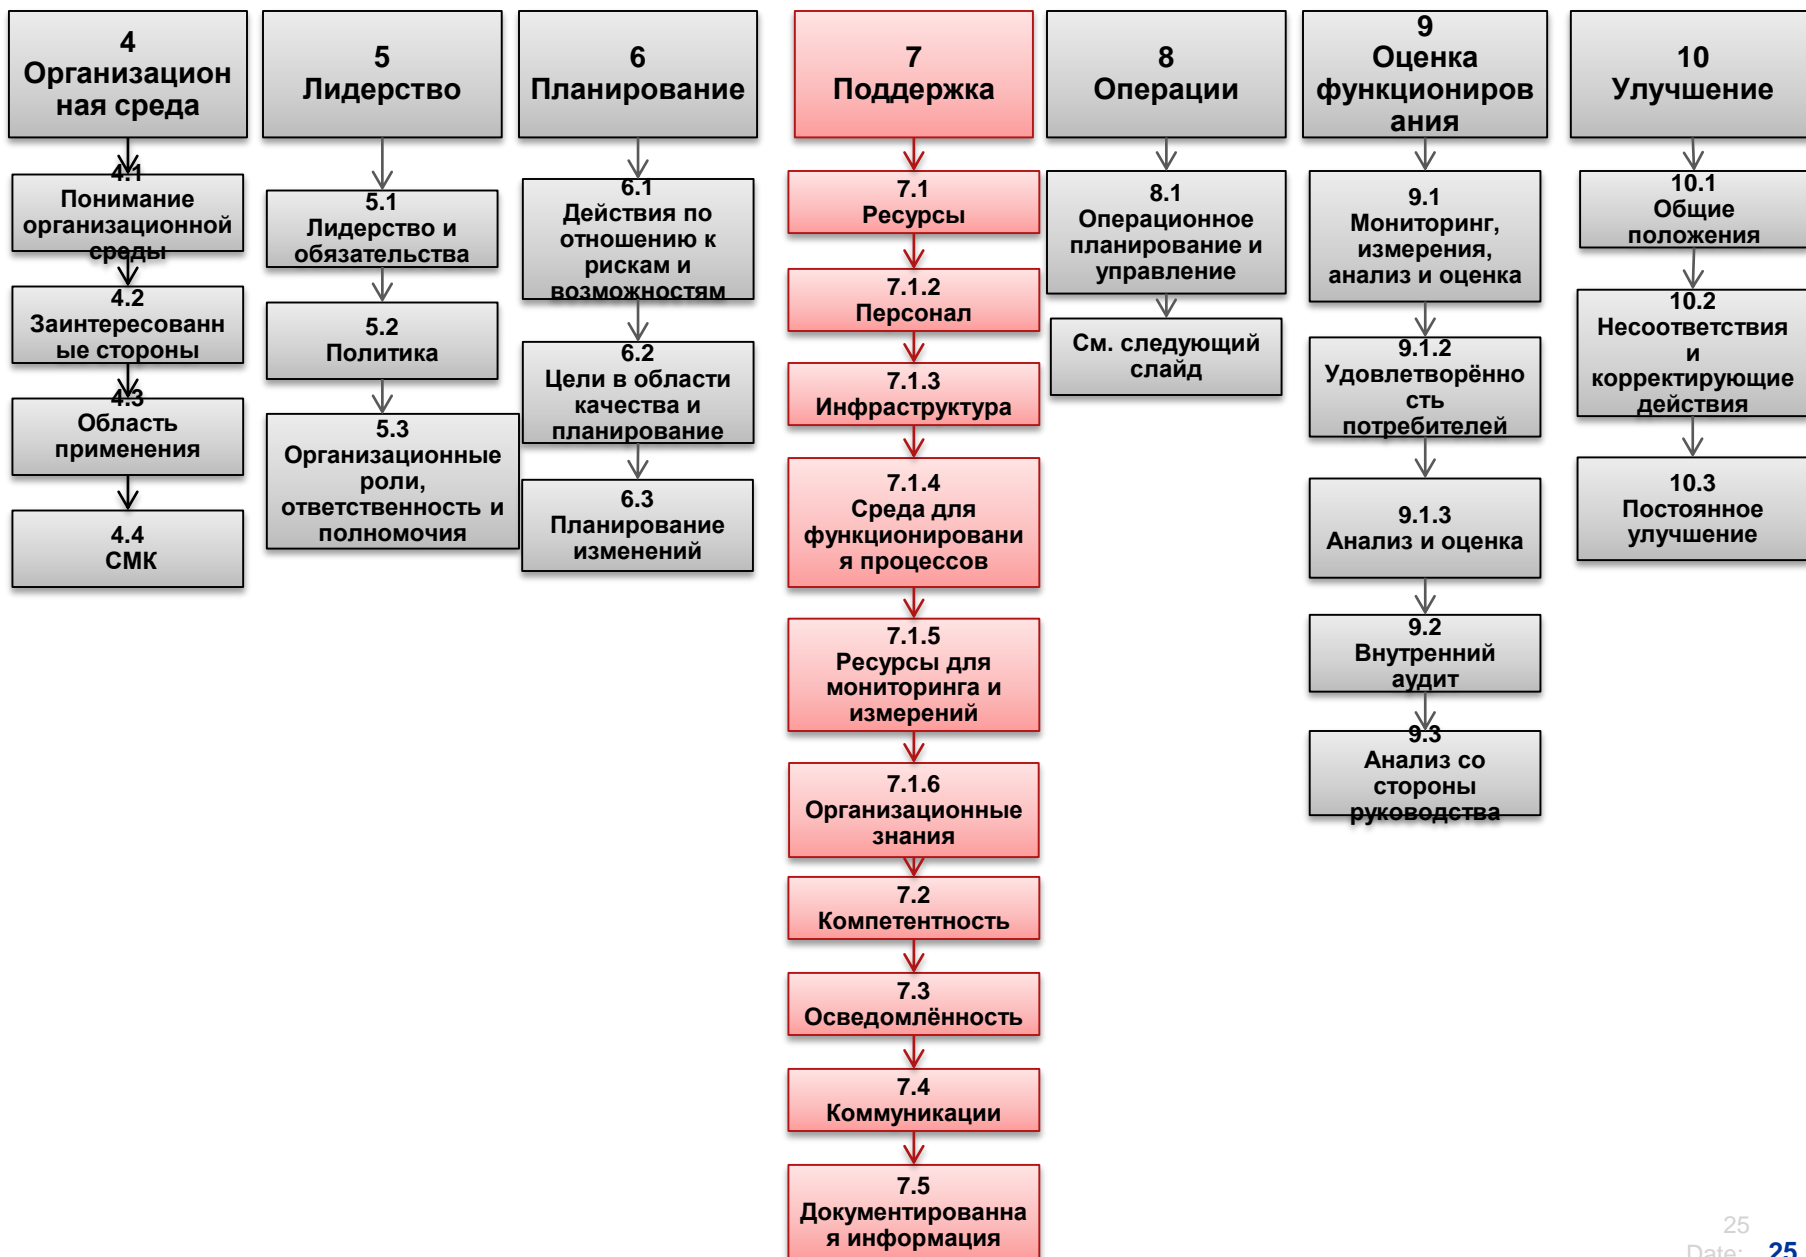 4
Организацион
ная среда
4.1
Понимание
организационной
среды
4.2
Заинтересованн
ые стороны
4.3
Область
применения
4.4
СМК
5
Лидерство
5.1
Лидерство и
обязательства
5.2
Политика
5.3
Организационные
роли,
ответственность и
полномочия
6
Планирование
6.1
Действия по
отношению к
рискам и
возможностям
6.2
Цели в области
качества и
планирование
6.3
Планирование
изменений
7
Поддержка
7.1
Ресурсы
7.1.2
Персонал
7.1.3
Инфраструктура
7.1.4
Среда для
функционировани
я процессов
7.1.5
Ресурсы для
мониторинга и
измерений
7.1.6
Организационные
знания
7.2
Компетентность
7.3
Осведомлённость
7.4
Коммуникации
7.5
Документированна
я информация
8
Операции
8.1
Операционное
планирование и
управление
См. следующий
слайд
9
Оценка
функциониров
ания
9.1
Мониторинг,
измерения,
анализ и оценка
9.1.2
Удовлетворённо
сть
потребителей
9.1.3
Анализ и оценка
9.2
Внутренний
аудит
9.3
Анализ со
стороны
руководства
10
Улучшение
10.1
Общие
положения
10.2
Несоответствия
и
корректирующие
действия
10.3
Постоянное
улучшение
25
Date: 25